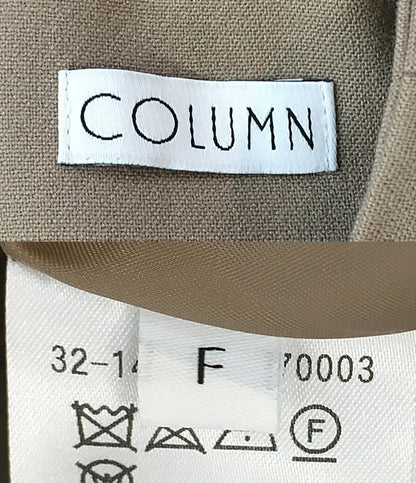 COLUMN
F
32-14 70003
F